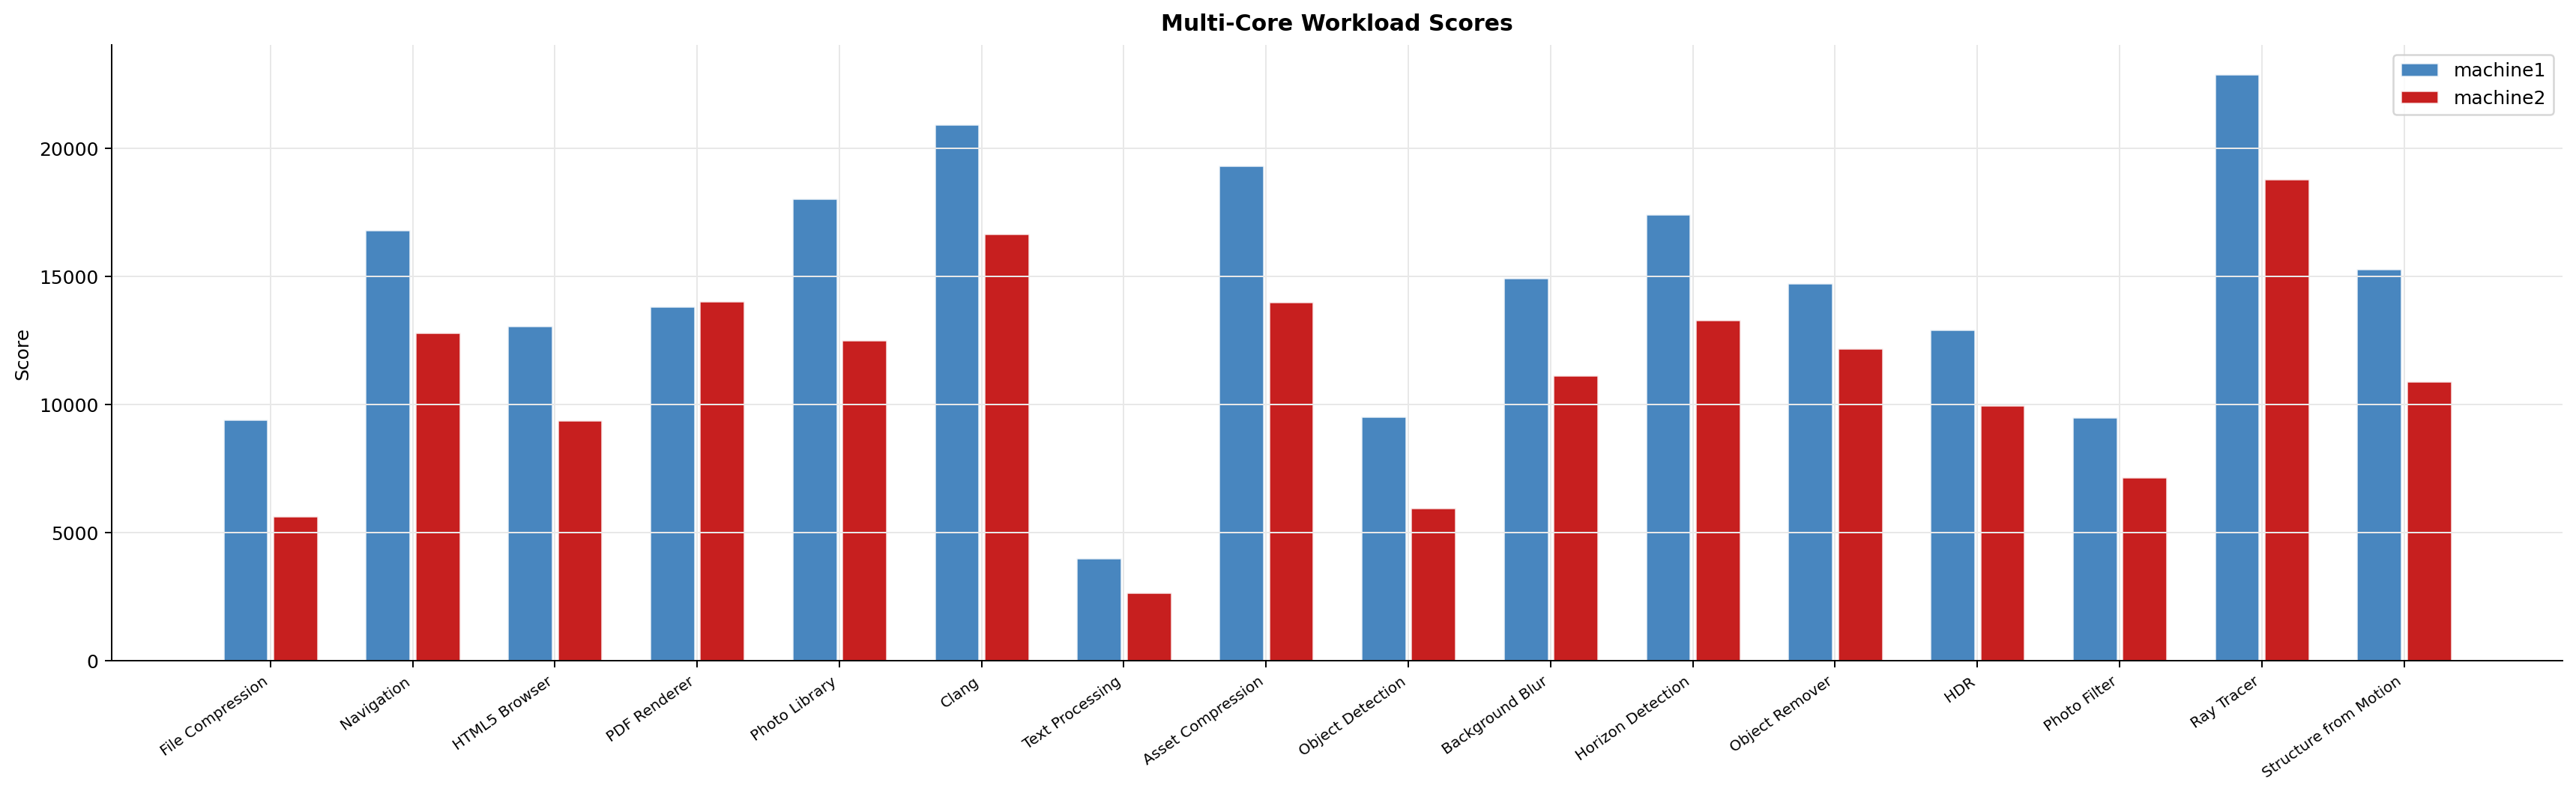 Multi-Core Workload Scores
machine1
machine2
Score
20000
15000
10000
5000
0
File Compression
Navigation
HTML5 Browser
PDF Renderer
Photo Library
Clang
Text Processing
Asset Compression
Object Detection
Background Blur
Horizon Detection
Object Remover
HDR
Photo Filter
Ray Tracer
Structure from Motion